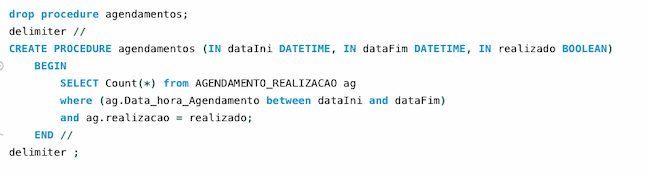 drop procedure agendamentos;
delimiter //
CREATE PROCEDURE agendamentos (IN dataIni DATETIME, IN dataFim DATETIME, IN realizado BOOLEAN)
BEGIN
SELECT Count(*) from AGENDAMENTO_REALIZACAO ag
where (ag.Data_hora_Agendamento between dataIni and dataFim)
and ag.realizacao = realizado;
END //
delimiter ;